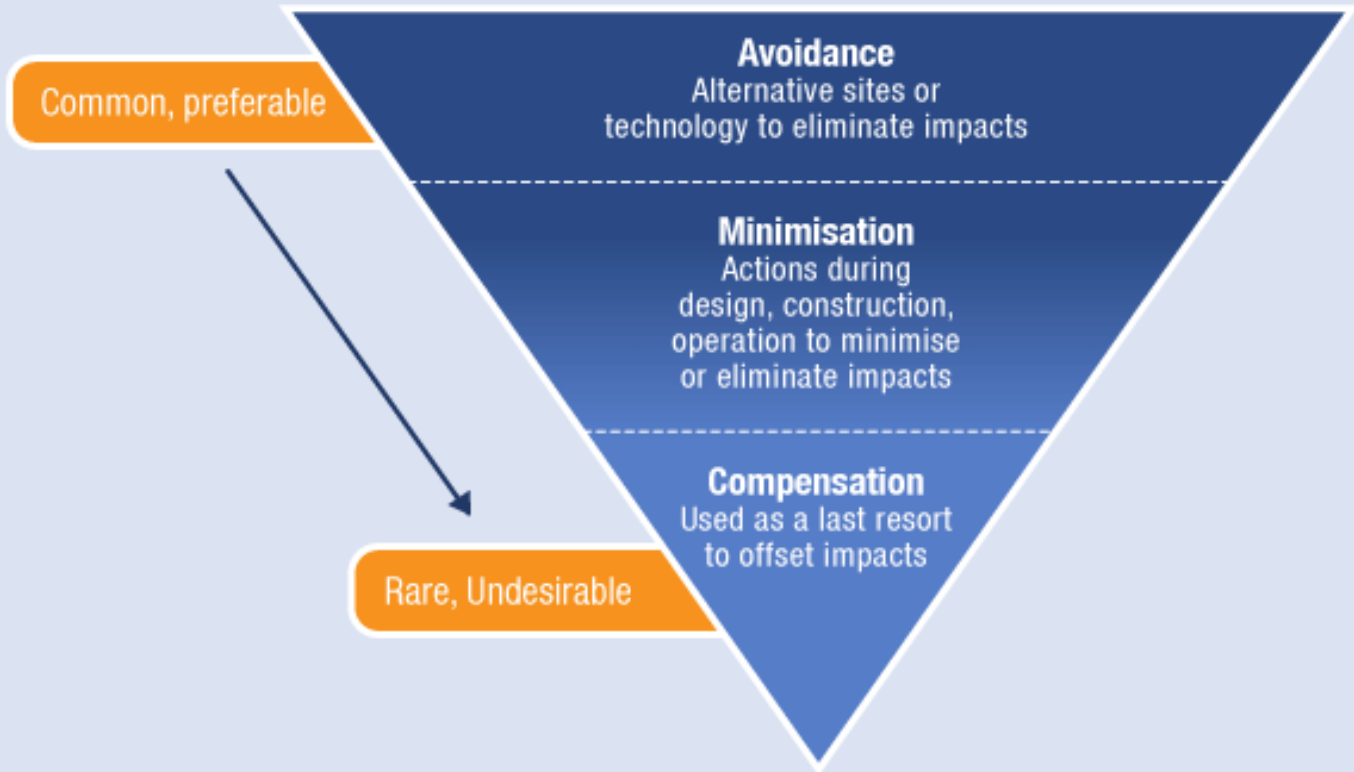 Avoidance
Alternative sites or
technology to eliminate impacts
Common, preferable
Minimisation
Actions during
design, construction,
operation to minimise
or eliminate impacts
Compensation
Used as a last resort
to offset impacts
Rare, Undesirable